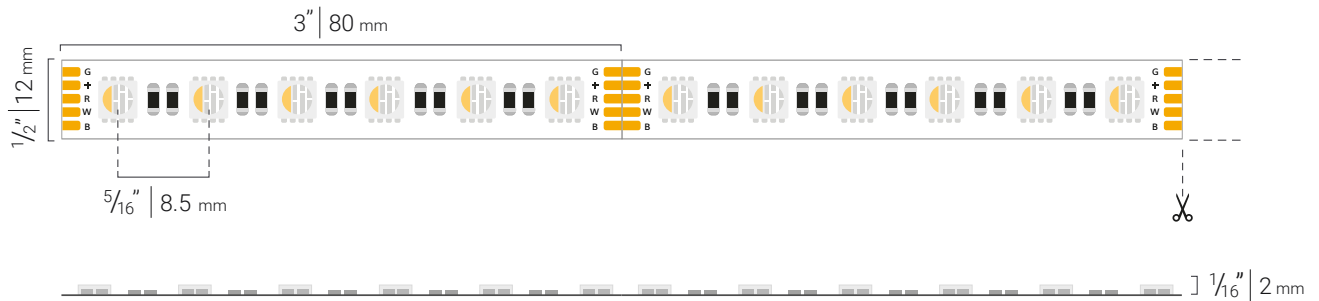 3” | 80 mm
1/2” | 12 mm
G G G G
+ + + +
R R R R
W W W W
B B B B
5/16” | 8.5 mm
1/16” | 2 mm